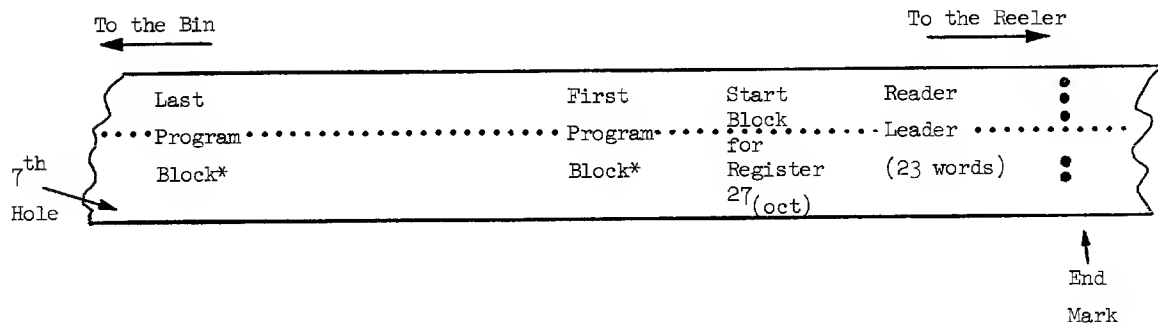 To the Bin
To the Reeler
Last
Program
Block*
First
Program
Block*
Start
Block
for
Register
27(oct)
Reader
Leader
(23 words)
7th
Hole
End
Mark